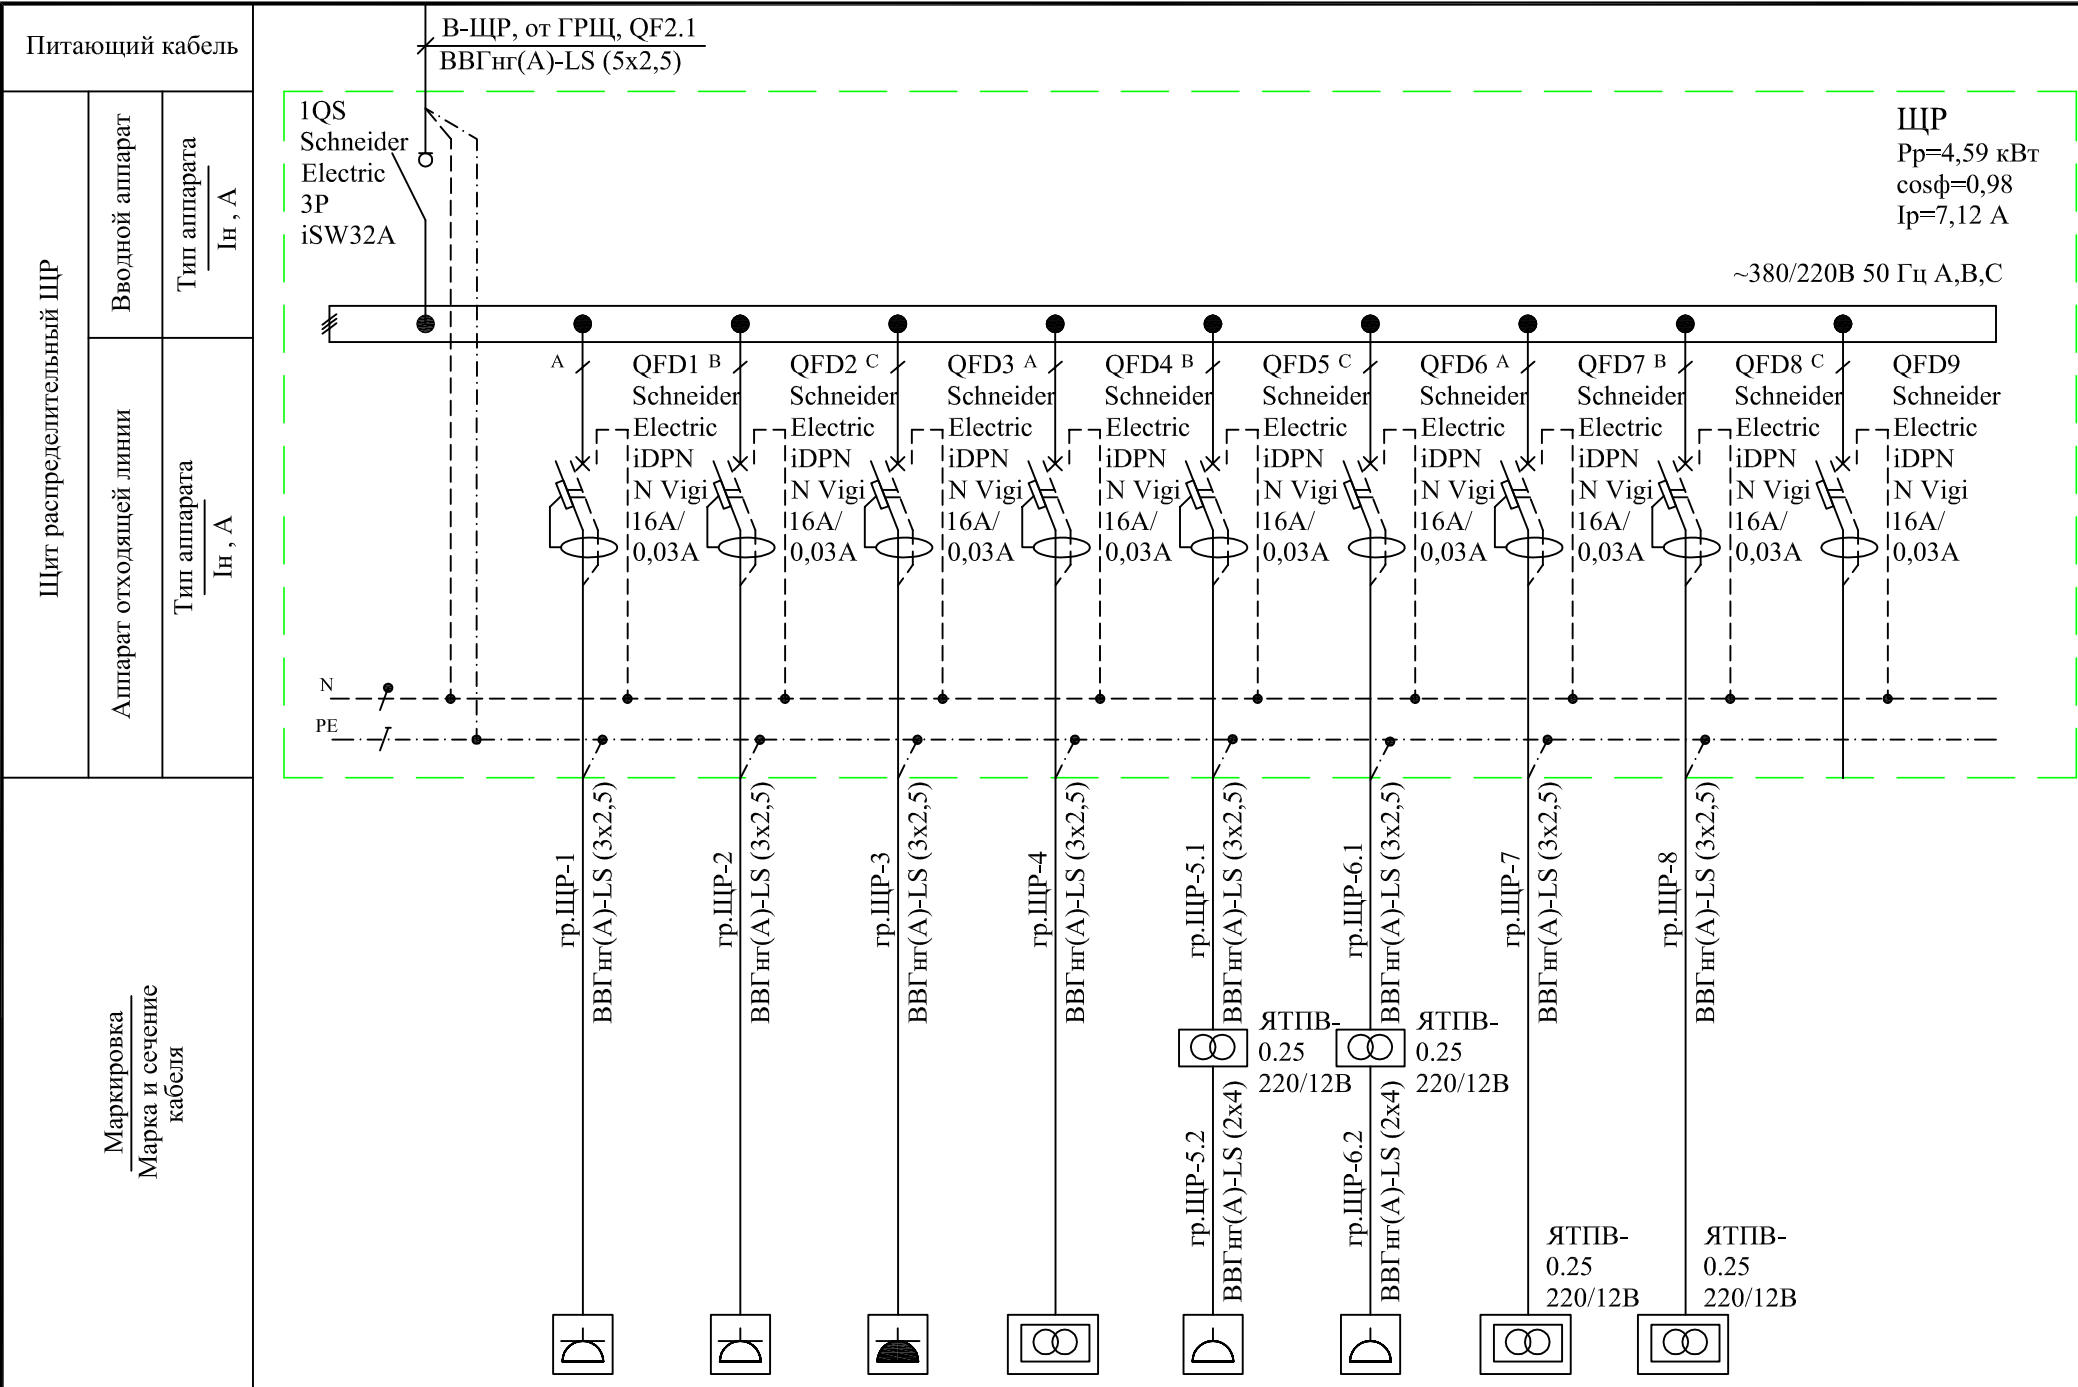 Питающий кабель
В-ЩР, от ГРЩ, QF2.1
ВВГнг(А)-LS (5х2,5)
Щит распределительный ЩР
Вводной аппарат
Тип аппарата
Iн , А
Аппарат отходящей линии
Тип аппарата
Iн , А
1QS
Schneider
Electric
3P
iSW32A
ЩР
Рр=4,59 кВт
cosф=0,98
Iр=7,12 А
~380/220В 50 Гц А,В,С
A
QFD1
Schneider
Electric
iDPN
N Vigi
16A/
0,03A
B
QFD2
Schneider
Electric
iDPN
N Vigi
16A/
0,03A
C
QFD3
Schneider
Electric
iDPN
N Vigi
16A/
0,03A
A
QFD4
Schneider
Electric
iDPN
N Vigi
16A/
0,03A
B
QFD5
Schneider
Electric
iDPN
N Vigi
16A/
0,03A
C
QFD6
Schneider
Electric
iDPN
N Vigi
16A/
0,03A
A
QFD7
Schneider
Electric
iDPN
N Vigi
16A/
0,03A
B
QFD8
Schneider
Electric
iDPN
N Vigi
16A/
0,03A
C
QFD9
Schneider
Electric
iDPN
N Vigi
16A/
0,03A
N
PE
Маркировка
Марка и сечение
кабеля
гр.ЩР-1
ВВГнг(А)-LS (3х2,5)
гр.ЩР-2
ВВГнг(А)-LS (3х2,5)
гр.ЩР-3
ВВГнг(А)-LS (3х2,5)
гр.ЩР-4
ВВГнг(А)-LS (3х2,5)
гр.ЩР-5.1
ВВГнг(А)-LS (3х2,5)
ЯТПВ-
0.25
220/12В
гр.ЩР-5.2
ВВГнг(А)-LS (2х4)
гр.ЩР-6.1
ВВГнг(А)-LS (3х2,5)
ЯТПВ-
0.25
220/12В
гр.ЩР-6.2
ВВГнг(А)-LS (2х4)
гр.ЩР-7
ВВГнг(А)-LS (3х2,5)
ЯТПВ-
0.25
220/12В
гр.ЩР-8
ВВГнг(А)-LS (3х2,5)
ЯТПВ-
0.25
220/12В